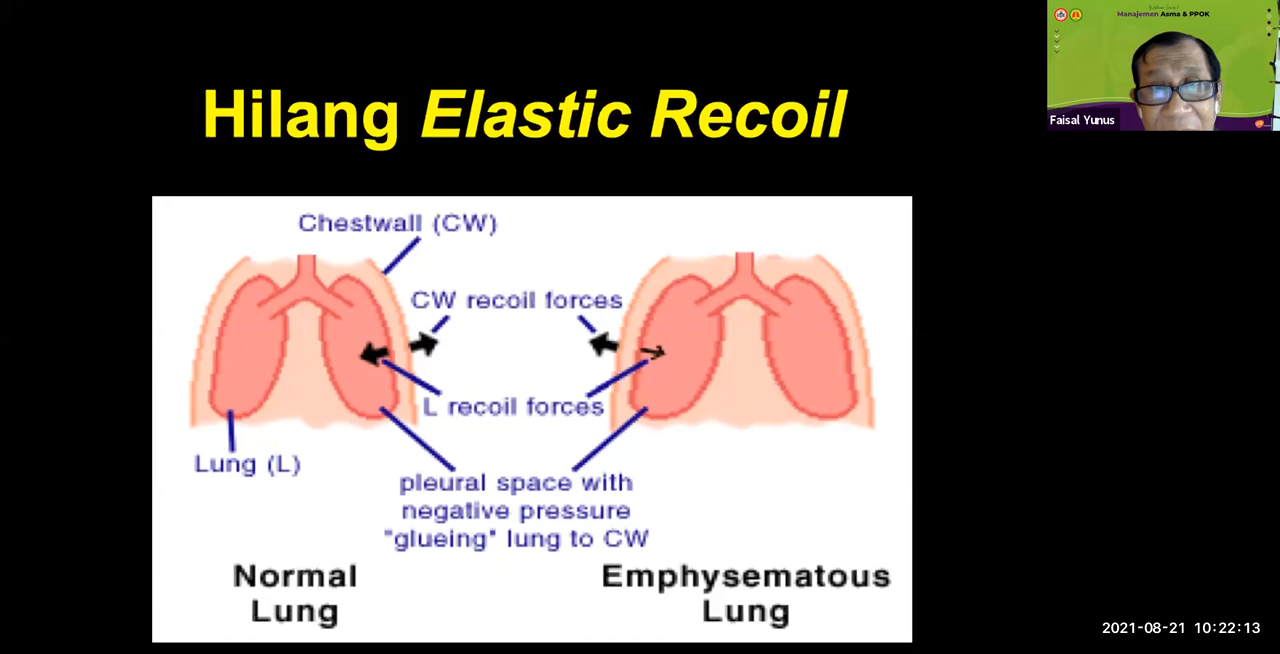 Manajemen Asma & PPOK
Faisal Yunus
Hilang Elastic Recoil
Chestwall (CW)
CW recoil forces
L recoil forces
Lung (L)
pleural space with
negative pressure
"glueing" lung to CW
Normal
Lung
Emphysematous
Lung
2021-08-21 10:22:13